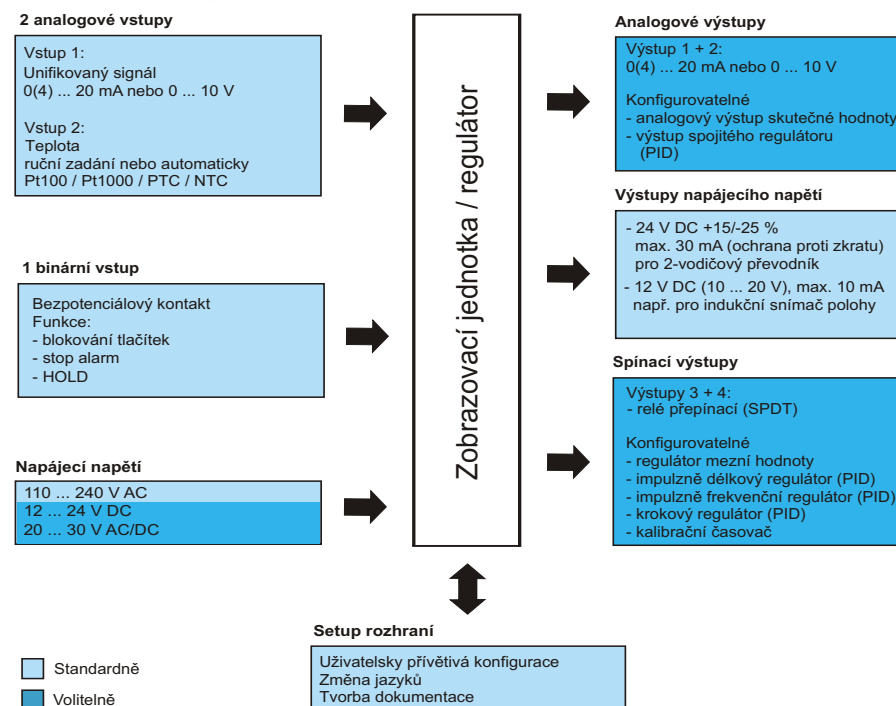 2 analogové vstupy
Vstup 1:
Unifikovaný signál
0(4) ... 20 mA nebo 0 ... 10 V
Vstup 2:
Teplota
ruční zadání nebo automaticky
Pt100 / Pt1000 / PTC / NTC
1 binární vstup
Bezpotenciálový kontakt
Funkce:
- blokování tlačítek
- stop alarm
- HOLD
Napájecí napětí
110 ... 240 V AC
12 ... 24 V DC
20 ... 30 V AC/DC
Zobrazovací jednotka / regulátor
Analogové výstupy
Výstup 1 + 2:
0(4) ... 20 mA nebo 0 ... 10 V
Konfigurovatelné
- analogový výstup skutečné hodnoty
- výstup spojitého regulátoru
(PID)
Výstupy napájecího napětí
- 24 V DC +15/-25 %
max. 30 mA (ochrana proti zkratu)
pro 2-vodičový převodník
- 12 V DC (10 ... 20 V), max. 10 mA
např. pro indukční snímač polohy
Spínací výstupy
Výstupy 3 + 4:
- relé přepínací (SPDT)
Konfigurovatelné
- regulátor mezní hodnoty
- impulzně délkový regulátor (PID)
- impulzně frekvenční regulátor (PID)
- krokový regulátor (PID)
- kalibrační časovač
Setup rozhraní
Uživatelsky přívětivá konfigurace
Změna jazyků
Tvorba dokumentace
Standardně
Volitelně